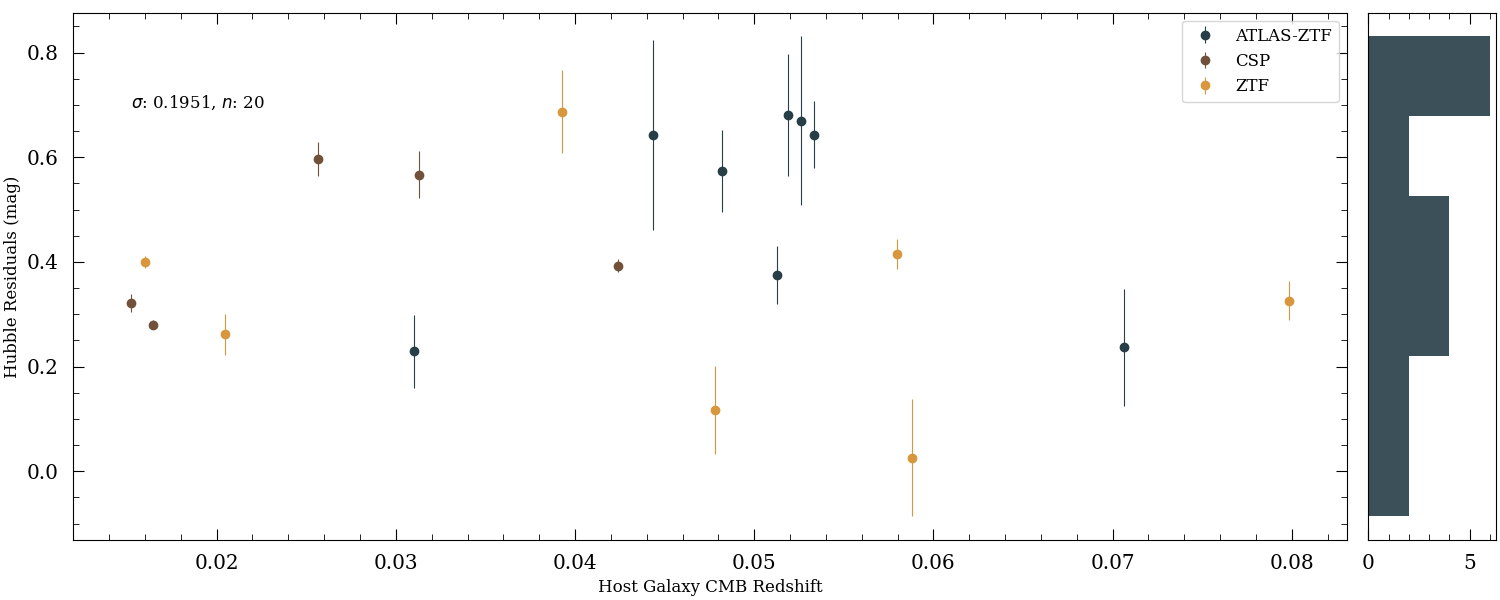 ATLAS-ZTF
CSP
ZTF
σ: 0.1951, n: 20
Hubble Residuals (mag)
0.8
0.6
0.4
0.2
0.0
0.02 0.03 0.04 0.05 0.06 0.07 0.08
0 5
Host Galaxy CMB Redshift